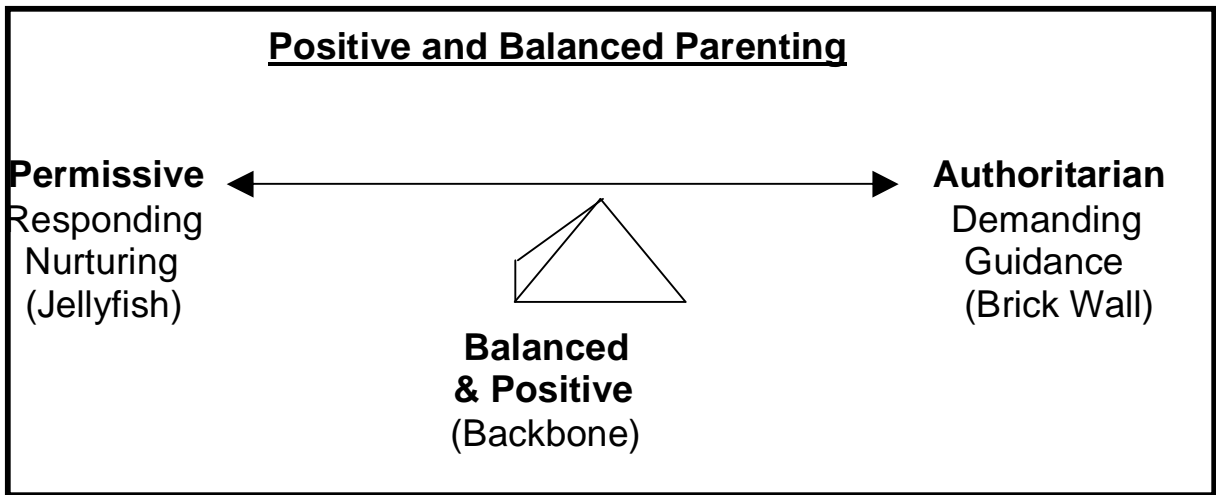 Positive and Balanced Parenting
Permissive
Responding
Nurturing
(Jellyfish)
Authoritarian
Demanding
Guidance
(Brick Wall)
Balanced
& Positive
(Backbone)